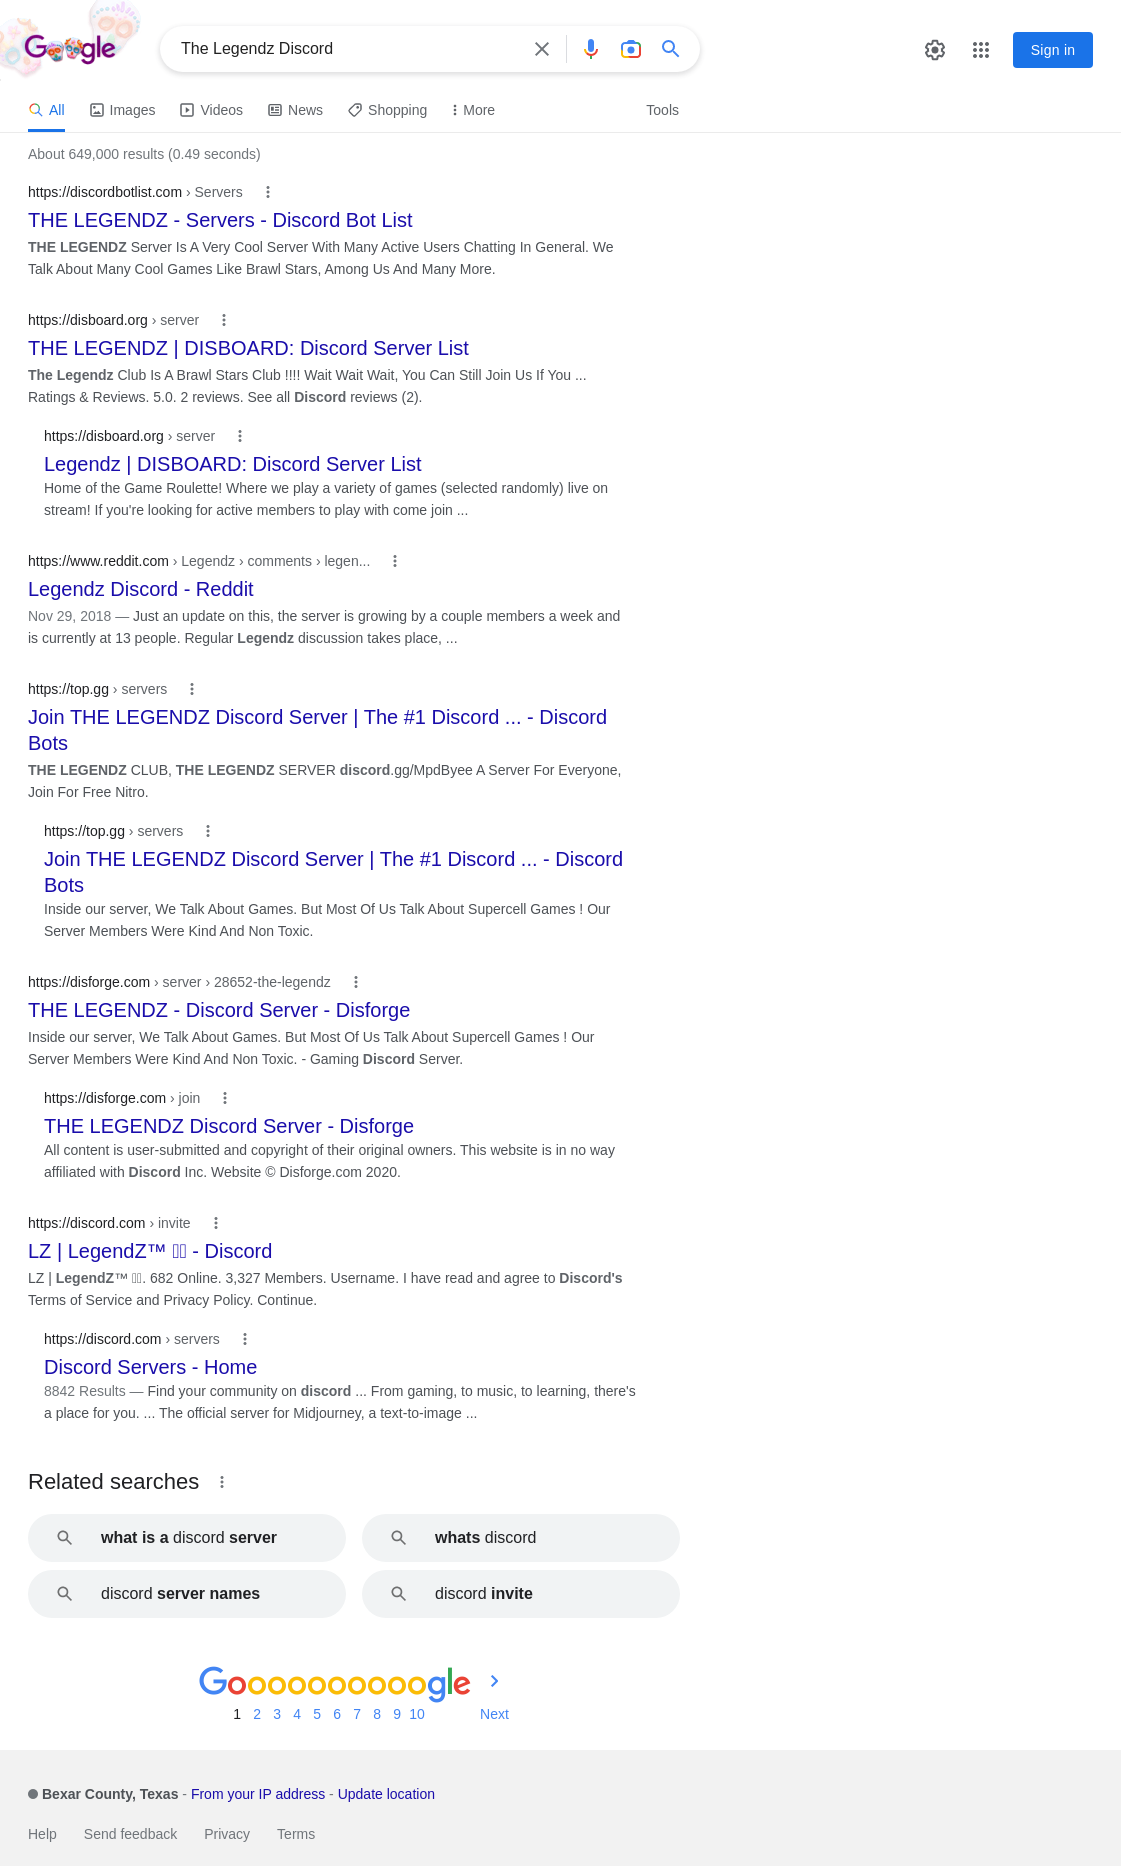 Google
The Legendz Discord
Sign in
All Images Videos News Shopping More Tools
About 649,000 results (0.49 seconds)
https://discordbotlist.com › Servers
THE LEGENDZ - Servers - Discord Bot List
THE LEGENDZ Server Is A Very Cool Server With Many Active Users Chatting In General. We
Talk About Many Cool Games Like Brawl Stars, Among Us And Many More.
https://disboard.org › server
THE LEGENDZ | DISBOARD: Discord Server List
The Legendz Club Is A Brawl Stars Club !!!! Wait Wait Wait, You Can Still Join Us If You ...
Ratings & Reviews. 5.0. 2 reviews. See all Discord reviews (2).
https://disboard.org › server
Legendz | DISBOARD: Discord Server List
Home of the Game Roulette! Where we play a variety of games (selected randomly) live on
stream! If you're looking for active members to play with come join ...
https://www.reddit.com › Legendz › comments › legen...
Legendz Discord - Reddit
Nov 29, 2018 — Just an update on this, the server is growing by a couple members a week and
is currently at 13 people. Regular Legendz discussion takes place, ...
https://top.gg › servers
Join THE LEGENDZ Discord Server | The #1 Discord ... - Discord
Bots
THE LEGENDZ CLUB, THE LEGENDZ SERVER discord.gg/MpdByee A Server For Everyone,
Join For Free Nitro.
https://top.gg › servers
Join THE LEGENDZ Discord Server | The #1 Discord ... - Discord
Bots
Inside our server, We Talk About Games. But Most Of Us Talk About Supercell Games ! Our
Server Members Were Kind And Non Toxic.
https://disforge.com › server › 28652-the-legendz
THE LEGENDZ - Discord Server - Disforge
Inside our server, We Talk About Games. But Most Of Us Talk About Supercell Games ! Our
Server Members Were Kind And Non Toxic. - Gaming Discord Server.
https://disforge.com › join
THE LEGENDZ Discord Server - Disforge
All content is user-submitted and copyright of their original owners. This website is in no way
affiliated with Discord Inc. Website © Disforge.com 2020.
https://discord.com › invite
LZ | LegendZ™ - Discord
LZ | LegendZ™ . 682 Online. 3,327 Members. Username. I have read and agree to Discord's
Terms of Service and Privacy Policy. Continue.
https://discord.com › servers
Discord Servers - Home
8842 Results — Find your community on discord ... From gaming, to music, to learning, there's
a place for you. ... The official server for Midjourney, a text-to-image ...
Related searches
what is a discord server
whats discord
discord server names
discord invite
Goooooooooogle
1 2 3 4 5 6 7 8 9 10 Next
Bexar County, Texas - From your IP address - Update location
Help Send feedback Privacy Terms